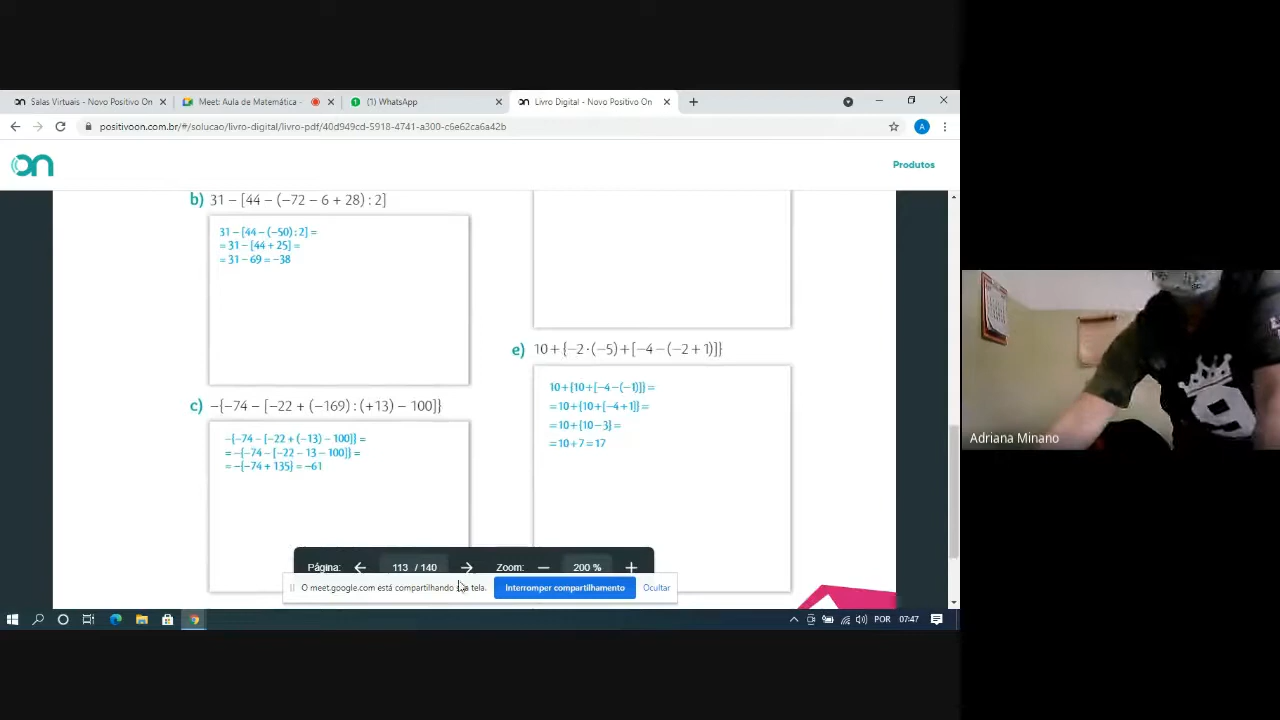 Salas Virtuais - Novo Positivo On
Meet: Aula de Matemática -
(1) WhatsApp
Livro Digital - Novo Positivo On
positivoon.com.br/#/solucao/livro-digital/livro-pdf/40d949cd-5918-4741-a300-c6e62ca6a42b
A
on
Produtos
b) 31 – [44 – (–72 – 6 + 28) : 2]
31 – [44 – (–50) : 2] =
= 31 – [44 + 25] =
= 31 – 69 = –38
c) –{–74 – [–22 + (–169) : (+13) – 100]}
–{–74 – [–22 + (–13) – 100]} =
= –{–74 – [–22 – 13 – 100]} =
= –{–74 + 135} = –61
e) 10 + {–2 · (–5) + [–4 – (–2 + 1)]}
10 + {10 + [–4 – (–1)]} =
= 10 + {10 + [–4 + 1]} =
= 10 + {10 – 3} =
= 10 + 7 = 17
Página: 113 / 140 Zoom: 200 %
O meet.google.com está compartilhando sua tela. Interromper compartilhamento Ocultar
POR 07:47
Adriana Minano